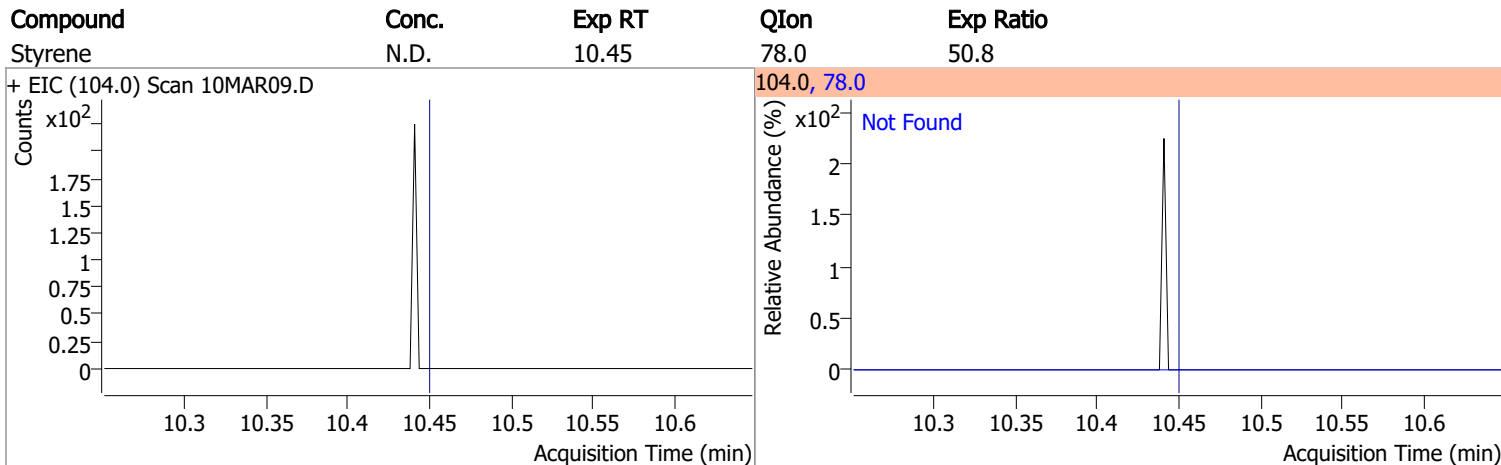 Compound Conc. Exp RT QIon Exp Ratio
Styrene N.D. 10.45 78.0 50.8
+ EIC (104.0) Scan 10MAR09.D
Counts
x10²
1.75
1.5
1.25
1
0.75
0.5
0.25
0
10.3 10.35 10.4 10.45 10.5 10.55 10.6
Acquisition Time (min)
104.0, 78.0
Relative Abundance (%)
x10²
Not Found
2
1.5
1
0.5
0
10.3 10.35 10.4 10.45 10.5 10.55 10.6
Acquisition Time (min)